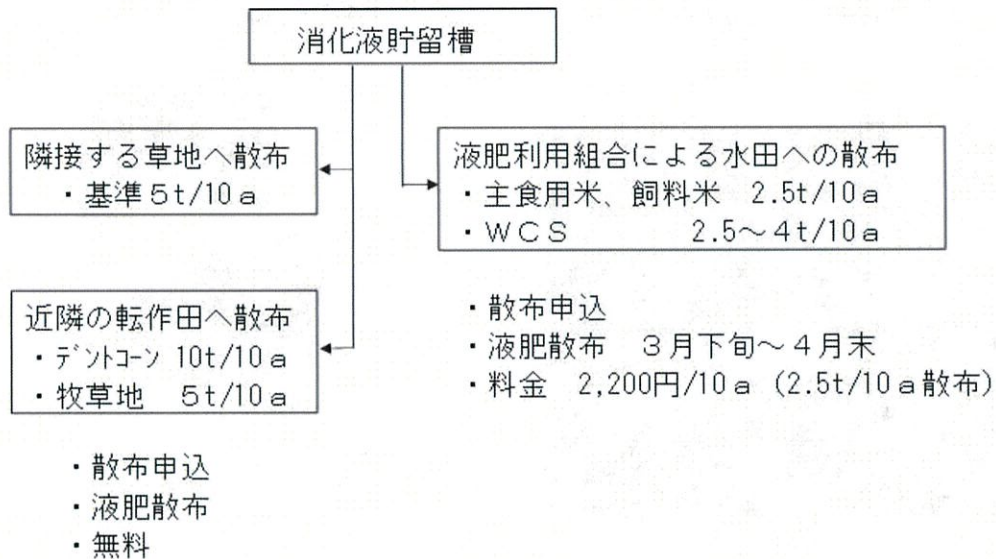 消化液貯留槽
隣接する草地へ散布
・基準５t/10a
近隣の転作田へ散布
・ﾃﾞﾝﾄｺｰﾝ 10t/10a
・牧草地 5t/10a
・散布申込
・液肥散布
・無料
液肥利用組合による水田への散布
・主食用米、飼料米 2.5t/10a
・ＷＣＳ 2.5～4t/10a
・散布申込
・液肥散布 ３月下旬～４月末
・料金 2,200円/10a (2.5t/10a散布)